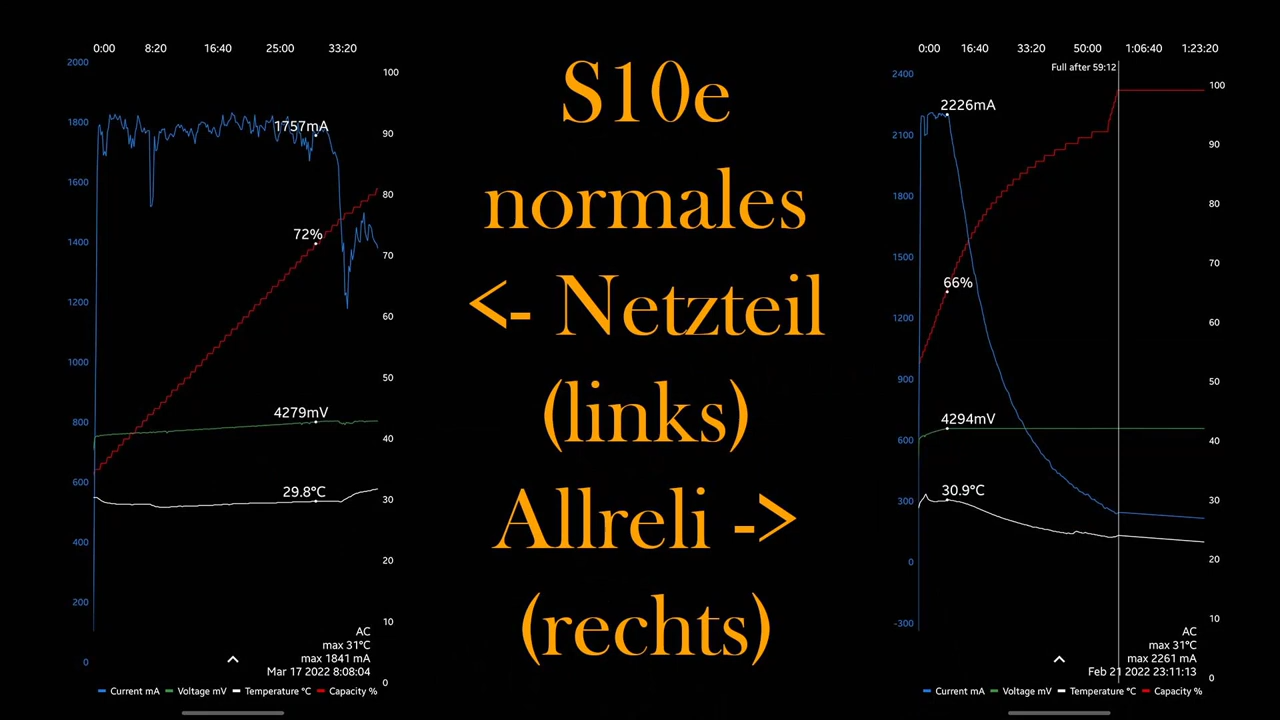 0:00 8:20 16:40 25:00 33:20
2000
100
1800
90
1757mA
1600
80
72%
1400
70
1200
60
1000
50
4279mV
800
40
600
29.8°C
30
400
20
200
10
AC
max 31°C
0
max 1841 mA
Mar 17 2022 8:08:04
0
Current mA Voltage mV Temperature °C Capacity %
S10e
normales
<- Netzteil
(links)
Allreli ->
(rechts)
0:00 16:40 33:20 50:00 1:06:40 1:23:20
Full after 59:12
2400
100
2226mA
2100
90
1800
80
1500
70
66%
1200
60
900
50
4294mV
600
40
30.9°C
300
30
0
20
-300
10
AC
max 31°C
max 2261 mA
Feb 21 2022 23:11:13
0
Current mA Voltage mV Temperature °C Capacity %